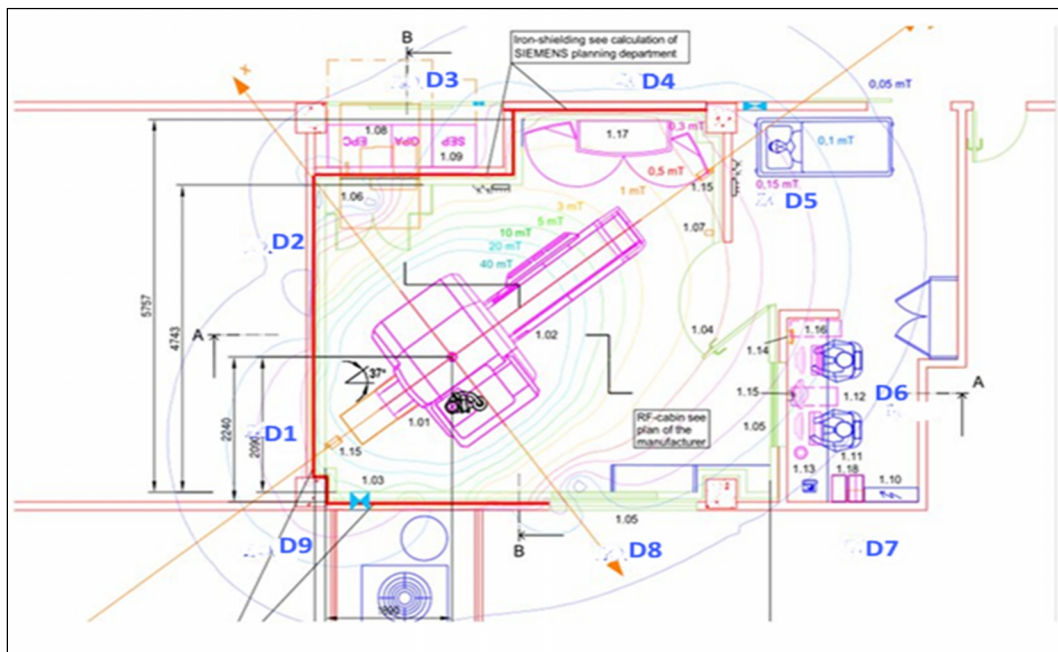 B
Iron-shielding see calculation of
SIEMENS planning department
D3
D4
0,05 mT
X
1.08
EPC
GPA
SEP
1.09
1.17
0,3 mT
0,1 mT
0,5 mT
1.15
0,15 mT
D5
1.06
1 mT
3 mT
5 mT
10 mT
20 mT
40 mT
1.07
D2
5757
4743
A
1.02
1.04
1.16
1.14
37°
D6
A
1.15
1.12
2240
2090
D1
1.01
RF-cabin see
plan of the
manufacturer
1.05
1.11
1.15
1.03
1.13
1.18
1.10
1.05
B
D9
D8
D7